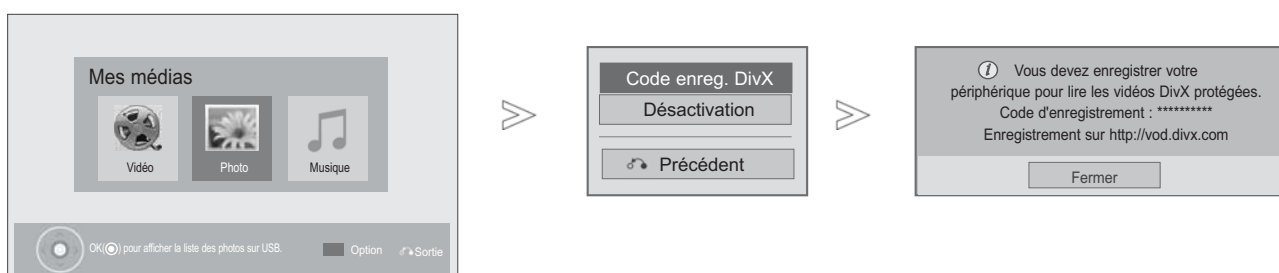 Mes médias
Vidéo
Photo
Musique
OK(◉) pour afficher la liste des photos sur USB.
Option
Sortie
Code enreg. DivX
Désactivation
Précédent
i Vous devez enregistrer votre
périphérique pour lire les vidéos DivX protégées.
Code d'enregistrement : **********
Enregistrement sur http://vod.divx.com
Fermer